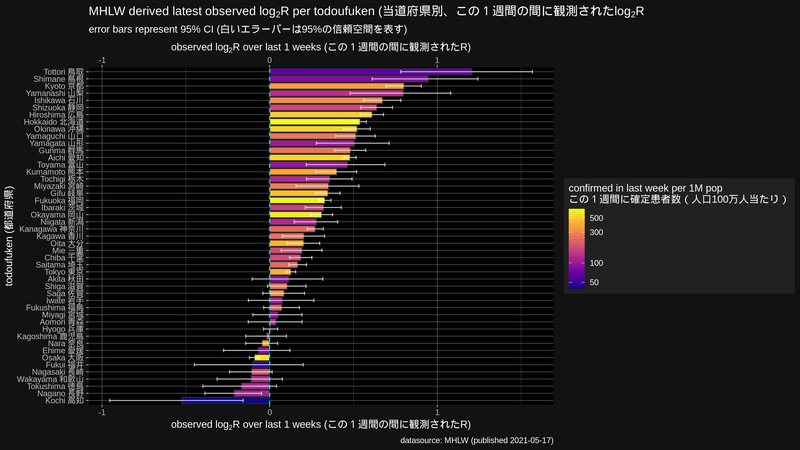 MHLW derived latest observed log2R per todoufuken (当道府県別、この１週間の間に観測されたlog2R
error bars represent 95% CI (白いエラーバーは95%の信頼空間を表す)
observed log2R over last 1 weeks (この１週間の間に観測されたR)
-1 0 1
todoufuken (都道府県)
Tottori 鳥取
Shimane 島根
Kyoto 京都
Yamanashi 山梨
Ishikawa 石川
Shizuoka 静岡
Hiroshima 広島
Hokkaido 北海道
Okinawa 沖縄
Yamaguchi 山口
Yamagata 山形
Gunma 群馬
Aichi 愛知
Toyama 富山
Kumamoto 熊本
Tochigi 栃木
Miyazaki 宮崎
Gifu 岐阜
Fukuoka 福岡
Ibaraki 茨城
Okayama 岡山
Niigata 新潟
Kanagawa 神奈川
Kagawa 香川
Oita 大分
Mie 三重
Chiba 千葉
Saitama 埼玉
Tokyo 東京
Akita 秋田
Shiga 滋賀
Saga 佐賀
Iwate 岩手
Fukushima 福島
Miyagi 宮城
Aomori 青森
Hyogo 兵庫
Kagoshima 鹿児島
Nara 奈良
Ehime 愛媛
Osaka 大阪
Fukui 福井
Nagasaki 長崎
Wakayama 和歌山
Tokushima 徳島
Nagano 長野
Kochi 高知
-1 0 1
observed log2R over last 1 weeks (この１週間の間に観測されたR)
datasource: MHLW (published 2021-05-17)
confirmed in last week per 1M pop
この１週間に確定患者数（人口100万人当たり）
500
300
100
50